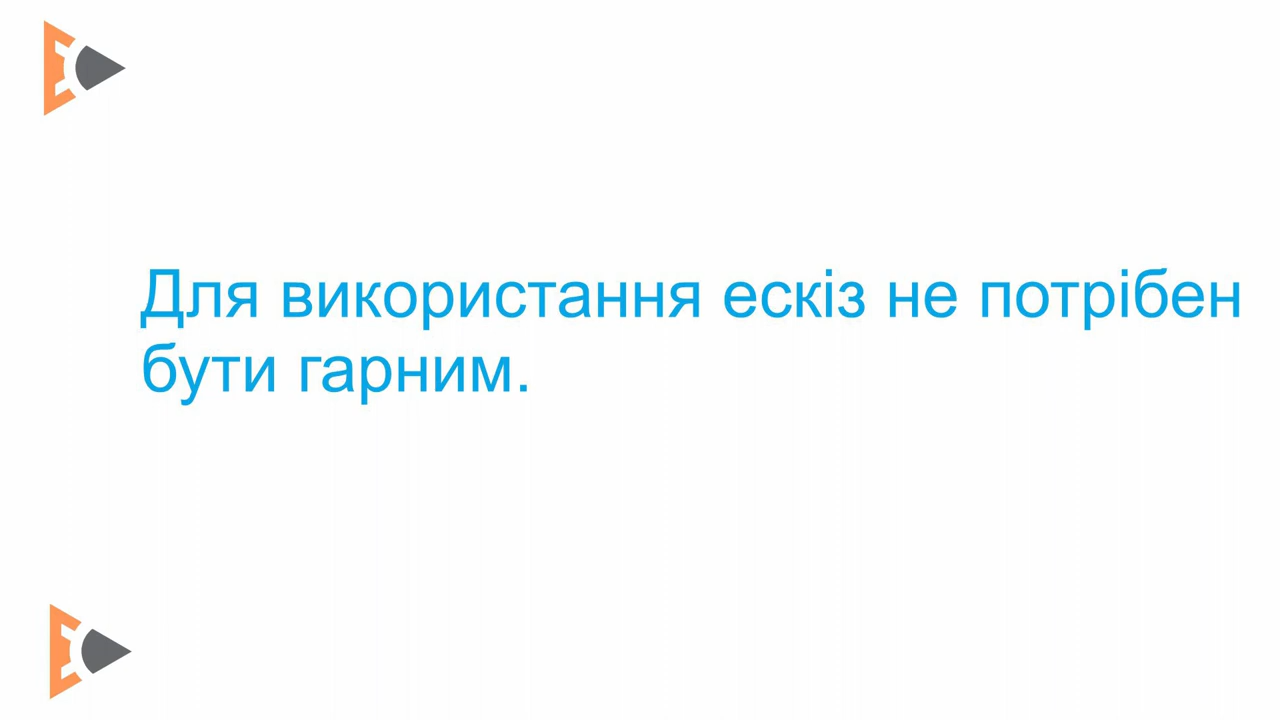 Для використання ескіз не потрібен
бути гарним.